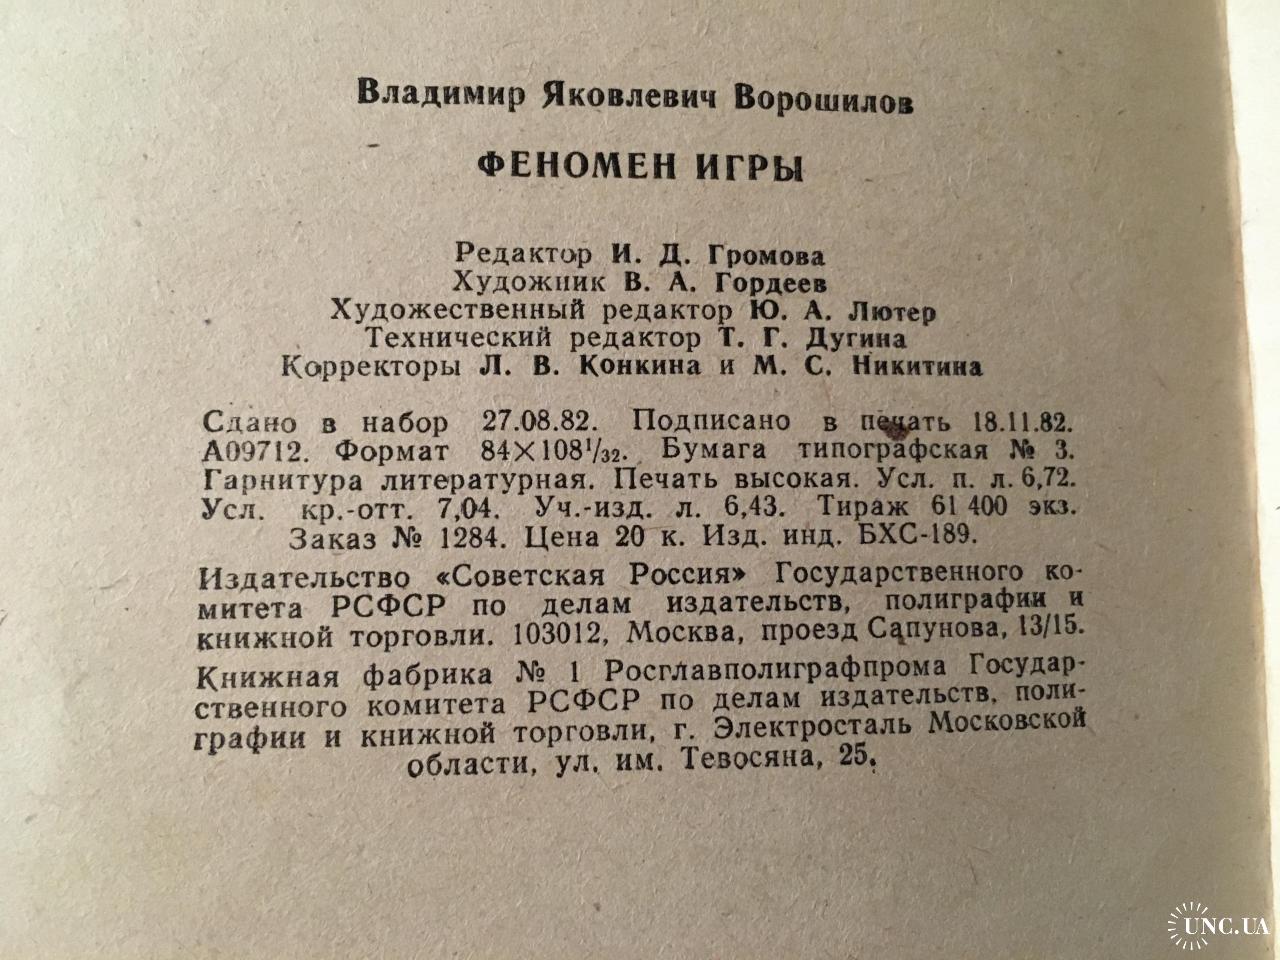 Владимир Яковлевич Ворошилов
ФЕНОМЕН ИГРЫ
Редактор И. Д. Громова
Художник В. А. Гордеев
Художественный редактор Ю. А. Лютер
Технический редактор Т. Г. Дугина
Корректоры Л. В. Конкина и М. С. Никитина
Сдано в набор 27.08.82. Подписано в печать 18.11.82.
А09712. Формат 84×108¹/₃₂. Бумага типографская № 3.
Гарнитура литературная. Печать высокая. Усл. п. л. 6,72.
Усл. кр.-отт. 7,04. Уч.-изд. л. 6,43. Тираж 61 400 экз.
Заказ № 1284. Цена 20 к. Изд. инд. БХС-189.
Издательство «Советская Россия» Государственного ко-
митета РСФСР по делам издательств, полиграфии и
книжной торговли. 103012, Москва, проезд Сапунова, 13/15.
Книжная фабрика № 1 Росглавполиграфпрома Государ-
ственного комитета РСФСР по делам издательств, поли-
графии и книжной торговли, г. Электросталь Московской
области, ул. им. Тевосяна, 25.
UNC.UA